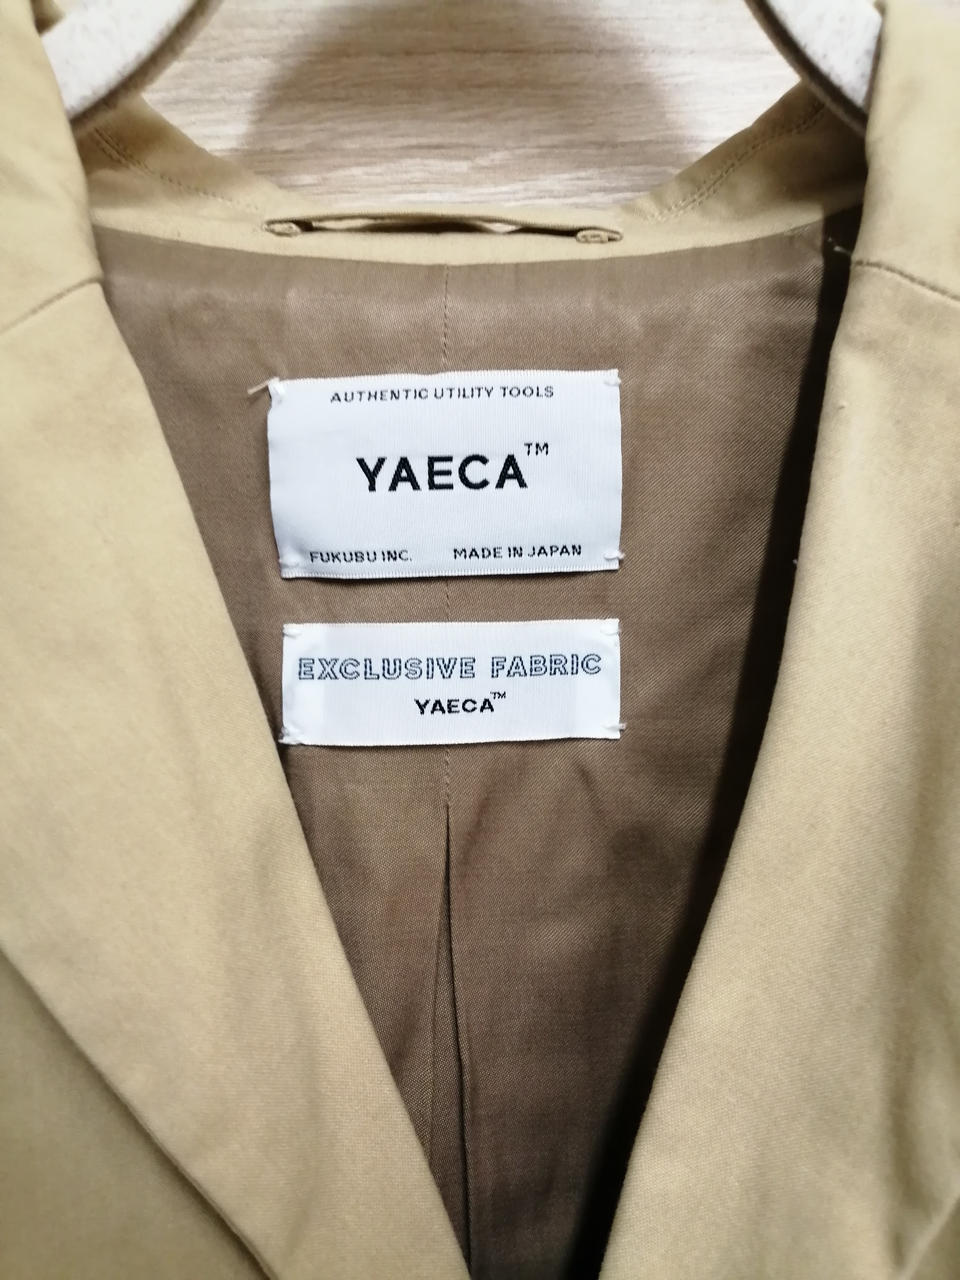 AUTHENTIC UTILITY TOOLS
YAECA™
FUKUBU INC. MADE IN JAPAN
EXCLUSIVE FABRIC
YAECA™